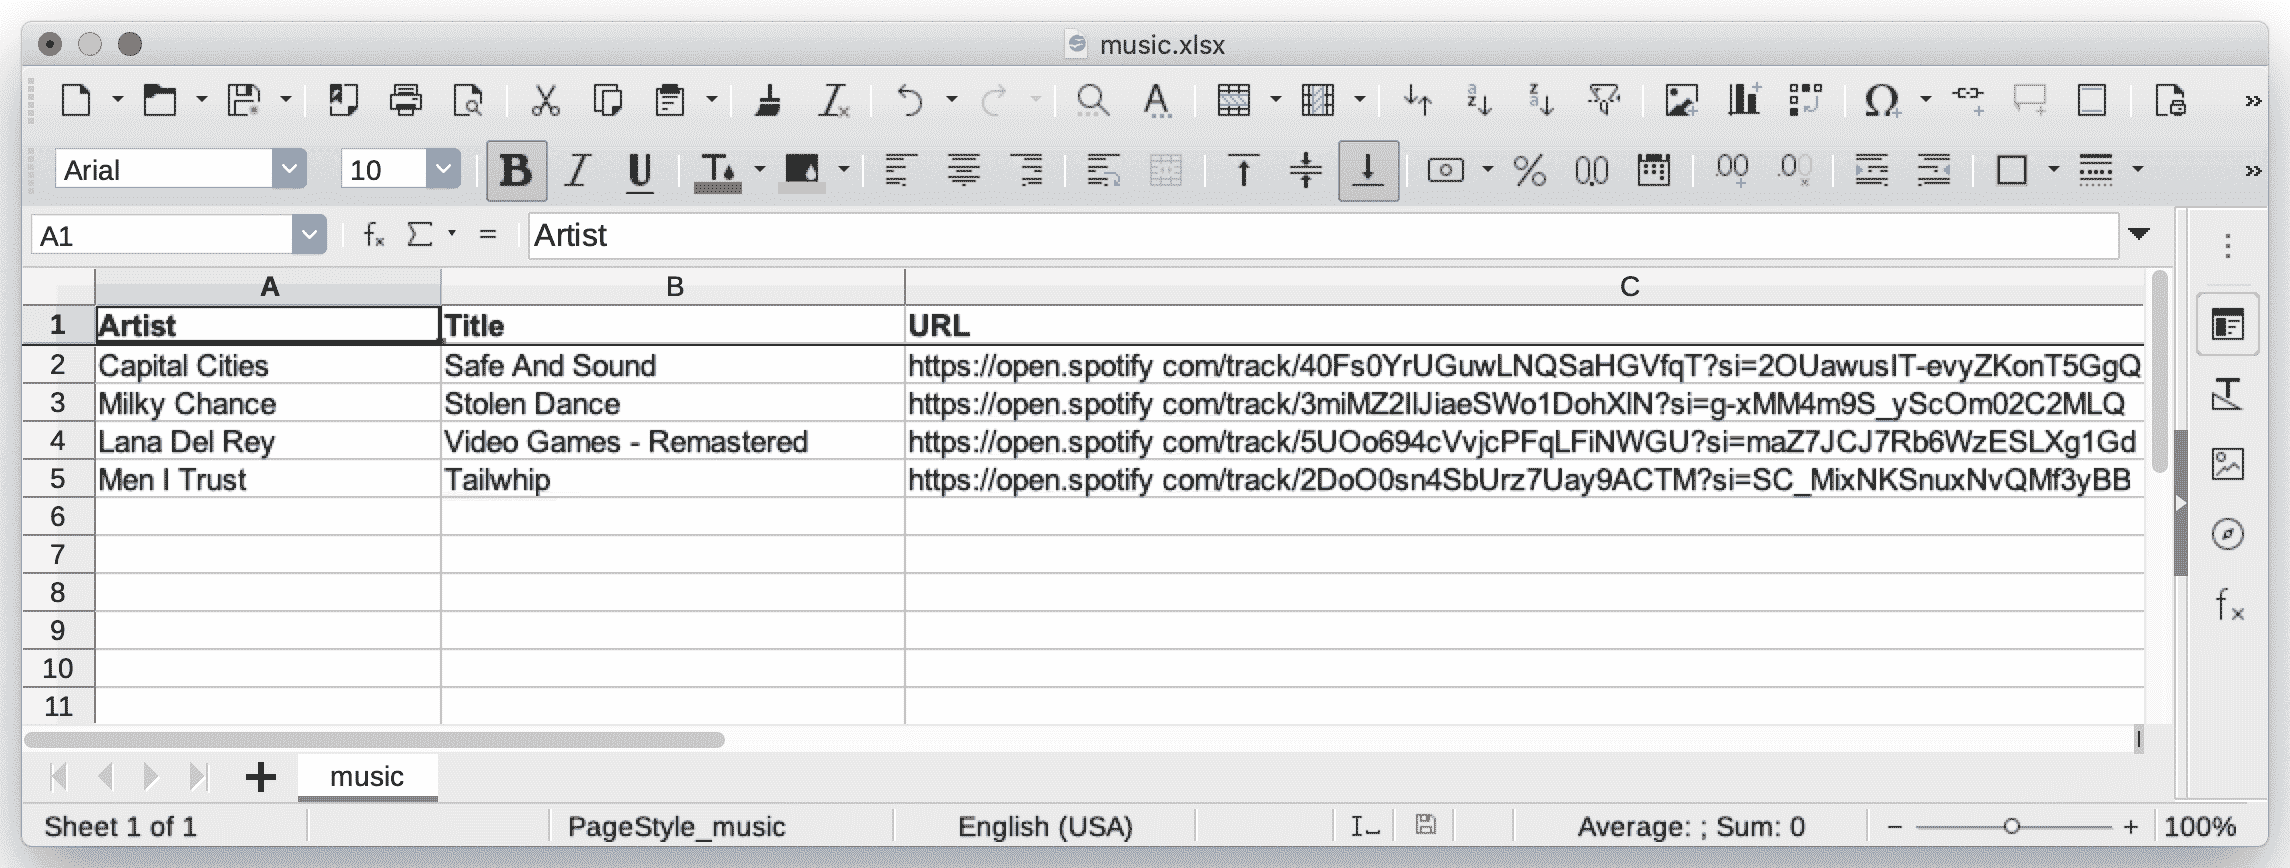 music.xlsx
Arial 10
A1 Artist
A B C
1 Artist Title URL
2 Capital Cities Safe And Sound https://open.spotify com/track/40Fs0YrUGuwLNQSaHGVfqT?si=2OUawusIT-evyZKonT5GgQ
3 Milky Chance Stolen Dance https://open.spotify com/track/3miMZ2IlJiaeSWo1DohXlN?si=g-xMM4m9S_yScOm02C2MLQ
4 Lana Del Rey Video Games - Remastered https://open.spotify com/track/5UOo694cVvjcPFqLFiNWGU?si=maZ7JCJ7Rb6WzESLXg1Gd
5 Men I Trust Tailwhip https://open.spotify com/track/2DoO0sn4SbUrz7Uay9ACTM?si=SC_MixNKSnuxNvQMf3yBB
6
7
8
9
10
11
music
Sheet 1 of 1 PageStyle_music English (USA) Average: ; Sum: 0 100%